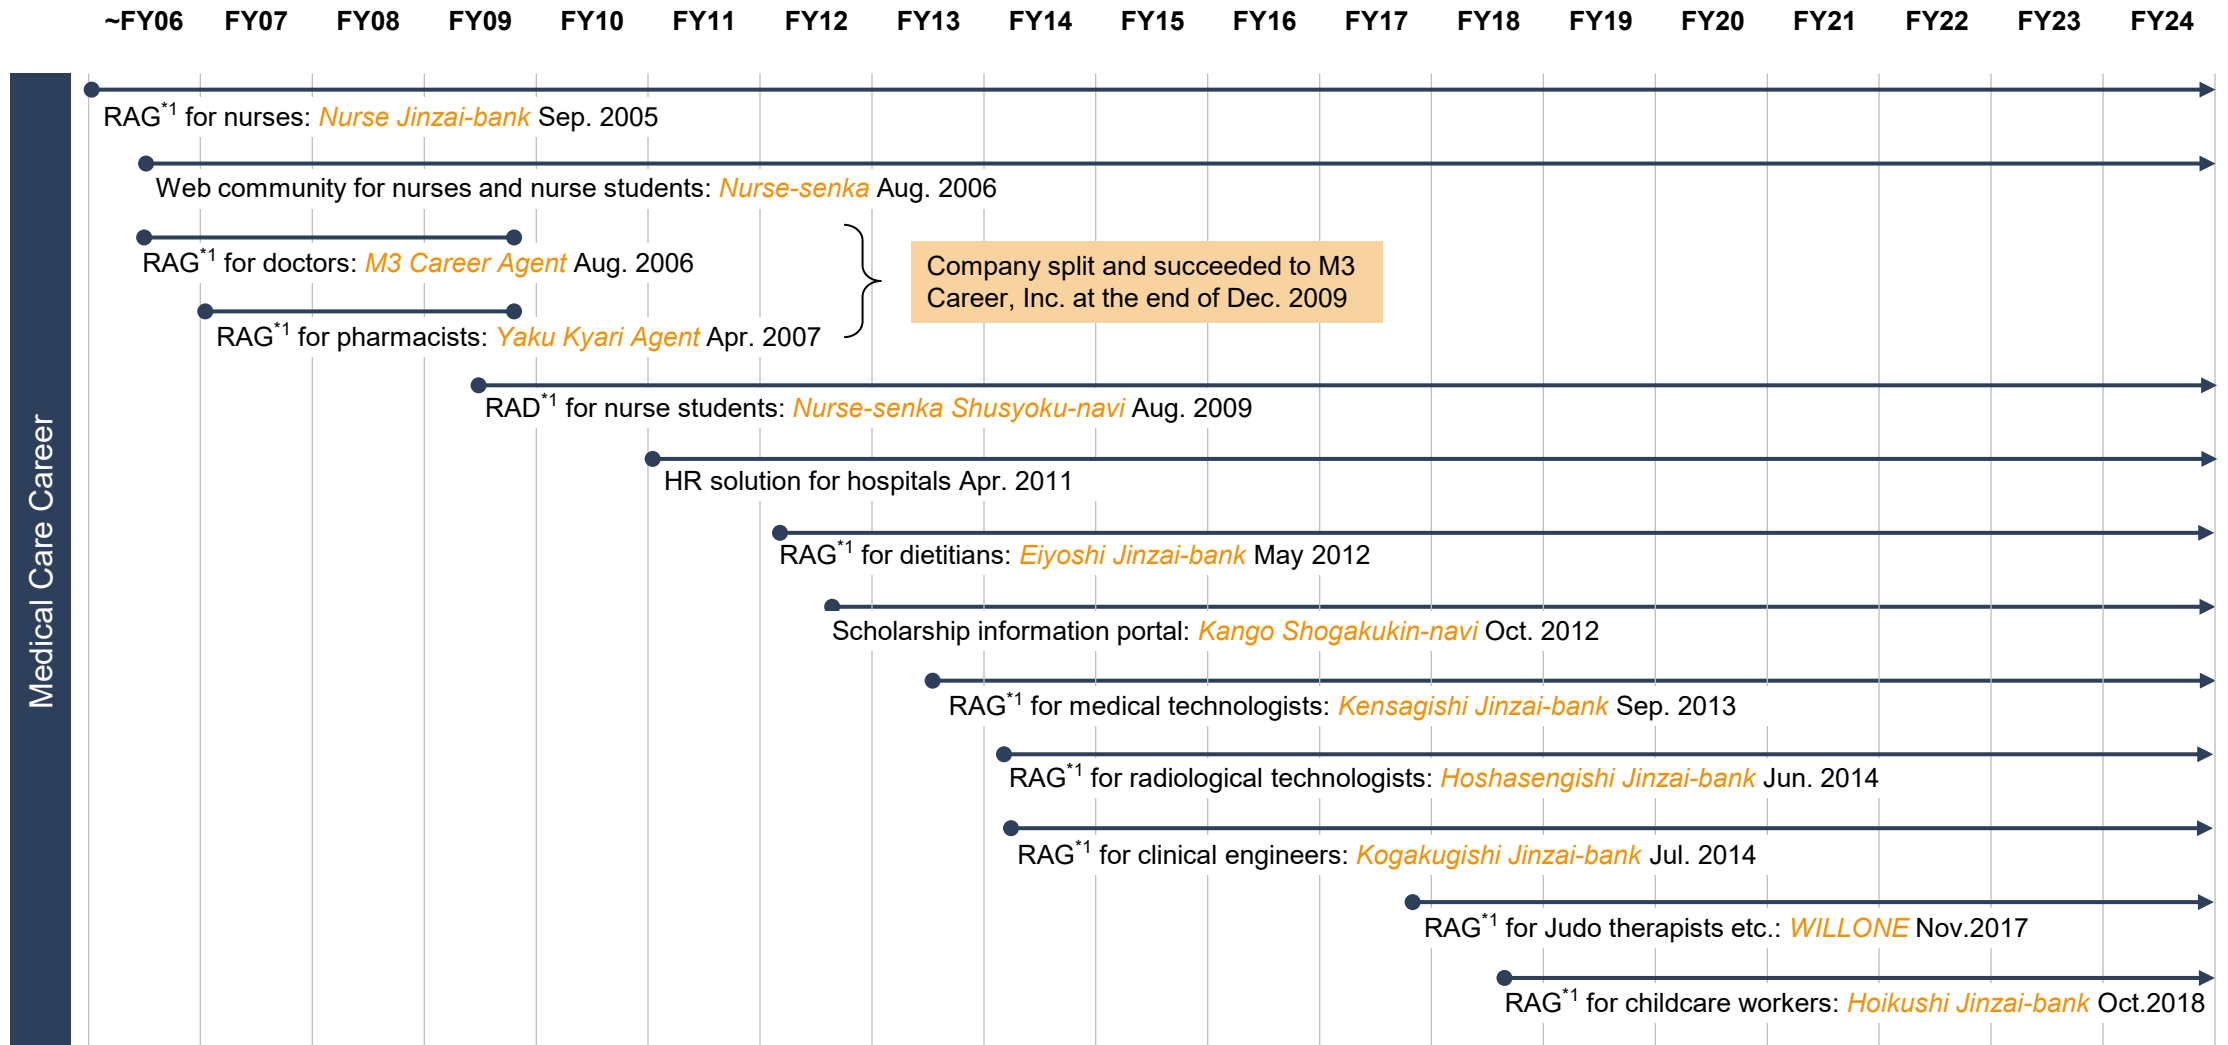 ~FY06 FY07 FY08 FY09 FY10 FY11 FY12 FY13 FY14 FY15 FY16 FY17 FY18 FY19 FY20 FY21 FY22 FY23 FY24
Medical Care Career
RAG*1 for nurses: Nurse Jinzai-bank Sep. 2005
Web community for nurses and nurse students: Nurse-senka Aug. 2006
RAG*1 for doctors: M3 Career Agent Aug. 2006
RAG*1 for pharmacists: Yaku Kyari Agent Apr. 2007
Company split and succeeded to M3
Career, Inc. at the end of Dec. 2009
RAD*1 for nurse students: Nurse-senka Shusyoku-navi Aug. 2009
HR solution for hospitals Apr. 2011
RAG*1 for dietitians: Eiyoshi Jinzai-bank May 2012
Scholarship information portal: Kango Shogakukin-navi Oct. 2012
RAG*1 for medical technologists: Kensagishi Jinzai-bank Sep. 2013
RAG*1 for radiological technologists: Hoshasengishi Jinzai-bank Jun. 2014
RAG*1 for clinical engineers: Kogakugishi Jinzai-bank Jul. 2014
RAG*1 for Judo therapists etc.: WILLONE Nov.2017
RAG*1 for childcare workers: Hoikushi Jinzai-bank Oct.2018